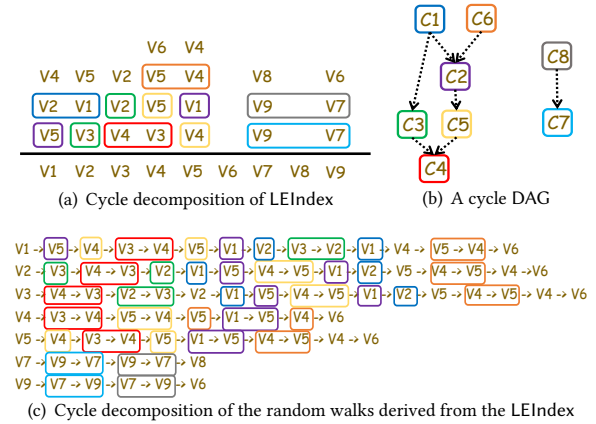 V6 V4
V4 V5 V2 V5 V4 V8 V6
V2 V1 V2 V5 V1 V9 V7
V5 V3 V4 V3 V4 V9 V7
V1 V2 V3 V4 V5 V6 V7 V8 V9
(a) Cycle decomposition of LEIndex
C1 C6
C8
C2
C3 C5 C7
C4
(b) A cycle DAG
V1 -> V5 -> V4 -> V3 -> V4 -> V5 -> V1 -> V2 -> V3 -> V2 -> V1 -> V4 -> V5 -> V4 -> V6
V2 -> V3 -> V4 -> V3 -> V2 -> V1 -> V5 -> V4 -> V5 -> V1 -> V2 -> V5 -> V4 -> V5 -> V4 ->V6
V3 -> V4 -> V3 -> V2 -> V3 -> V2 -> V1 -> V5 -> V4 -> V5 -> V1 -> V2 -> V5 -> V4 -> V5 -> V4 -> V6
V4 -> V3 -> V4 -> V5 -> V4 -> V5 -> V1 -> V5 -> V4 -> V6
V5 -> V4 -> V3 -> V4 -> V5 -> V1 -> V5 -> V4 -> V5 -> V4 -> V6
V7 -> V9 -> V7 -> V9 -> V7 -> V8
V9 -> V7 -> V9 -> V7 -> V9 -> V6
(c) Cycle decomposition of the random walks derived from the LEIndex